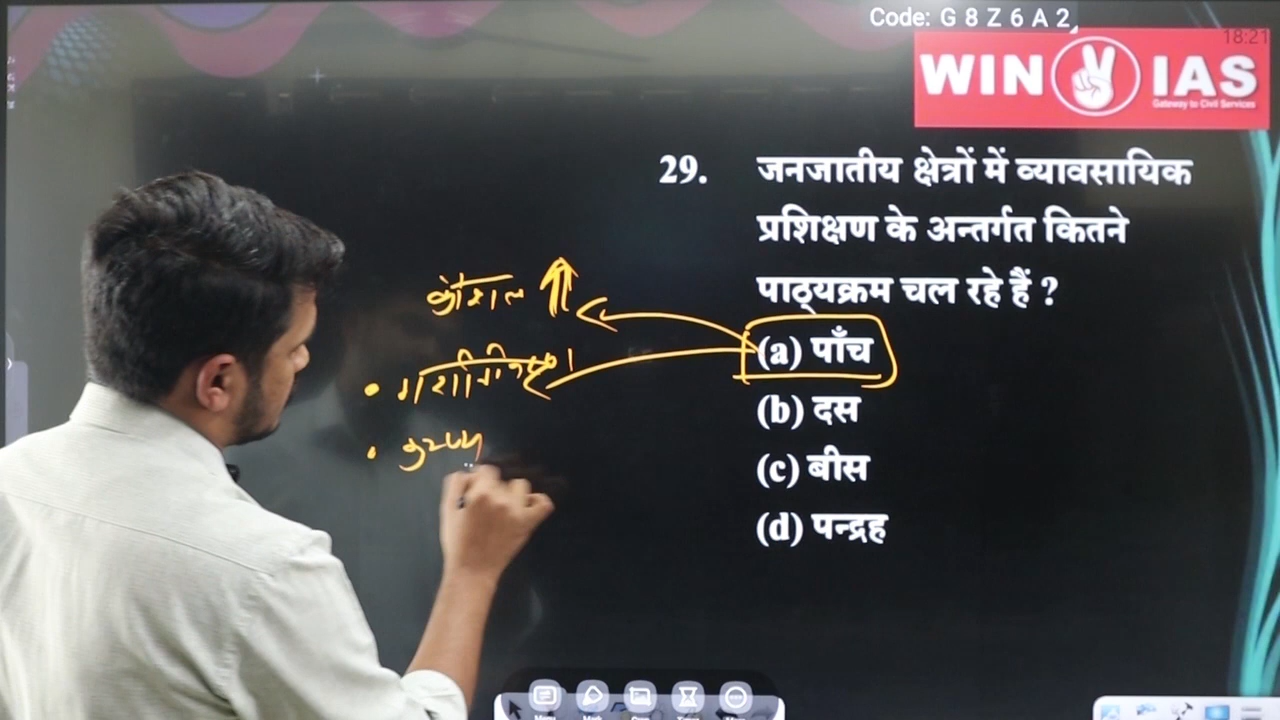 Code: G 8 Z 6 A 2
18:21
WIN IAS
Gateway to Civil Services
29. जनजातीय क्षेत्रों में व्यावसायिक
प्रशिक्षण के अन्तर्गत कितने
पाठ्यक्रम चल रहे हैं ?
कौशल
(a) पाँच
(b) दस
(c) बीस
(d) पन्द्रह